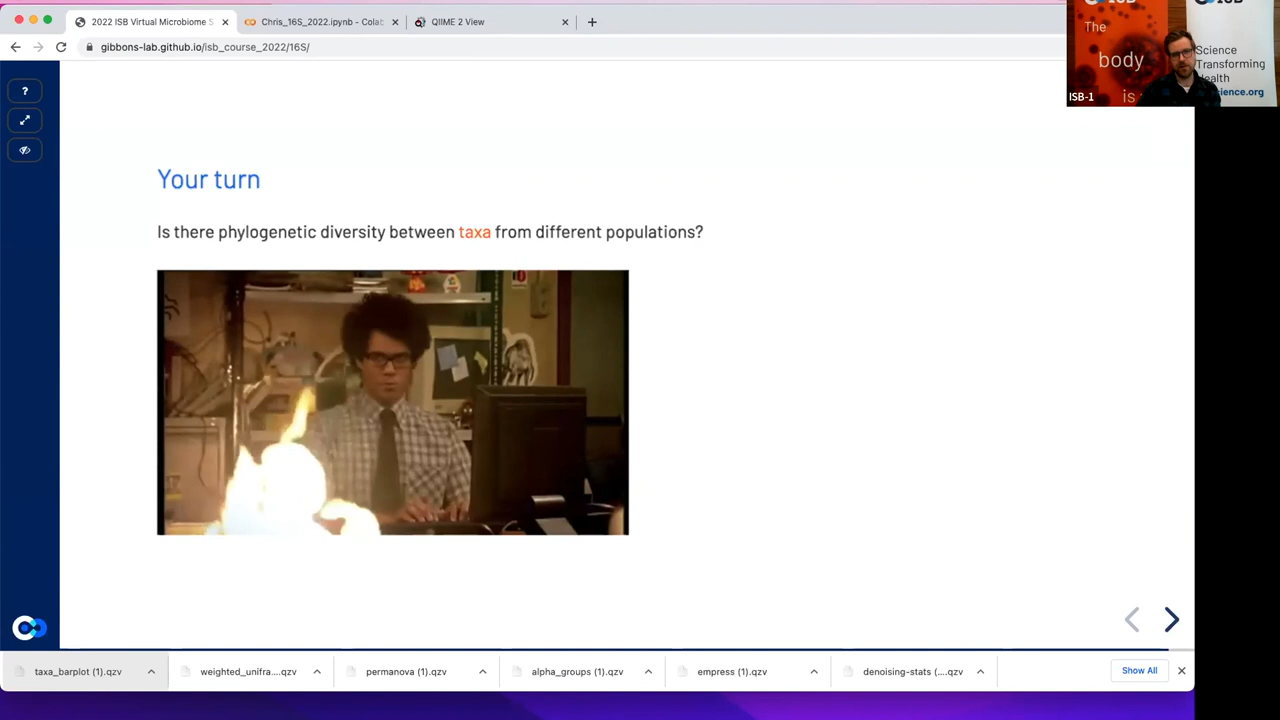 2022 ISB Virtual Microbiome S
Chris_16S_2022.ipynb - Colab
QIIME 2 View
gibbons-lab.github.io/isb_course_2022/16S/
The
body
is
Science
Transforming
Health
ISB-1
Your turn
Is there phylogenetic diversity between taxa from different populations?
taxa_barplot (1).qzv
weighted_unifra....qzv
permanova (1).qzv
alpha_groups (1).qzv
empress (1).qzv
denoising-stats (....qzv
Show All